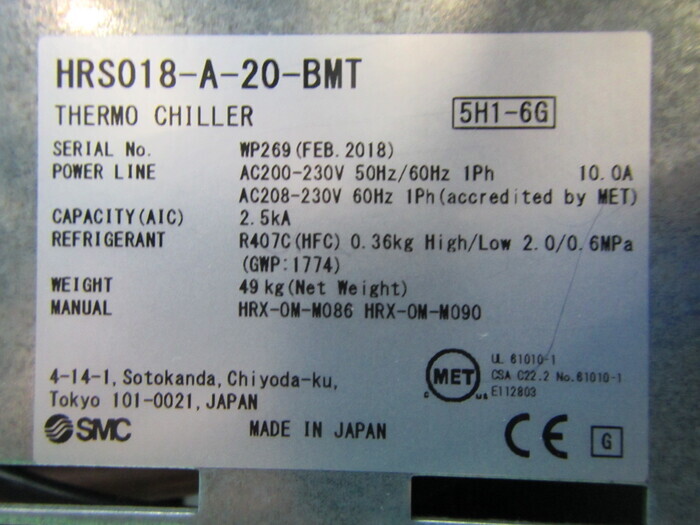 HRS018-A-20-BMT
THERMO CHILLER
5H1-6G
SERIAL No. WP269(FEB.2018)
POWER LINE AC200-230V 50Hz/60Hz 1Ph 10.0A
AC208-230V 60Hz 1Ph(accredited by MET)
CAPACITY(AIC) 2.5kA
REFRIGERANT R407C(HFC) 0.36kg High/Low 2.0/0.6MPa
(GWP:1774)
WEIGHT 49kg(Net Weight)
MANUAL HRX-OM-M086 HRX-OM-M090
4-14-1, Sotokanda, Chiyoda-ku,
Tokyo 101-0021, JAPAN
SMC MADE IN JAPAN
C MET US
UL 61010-1
CSA C22.2 No.61010-1
E112803
CE G